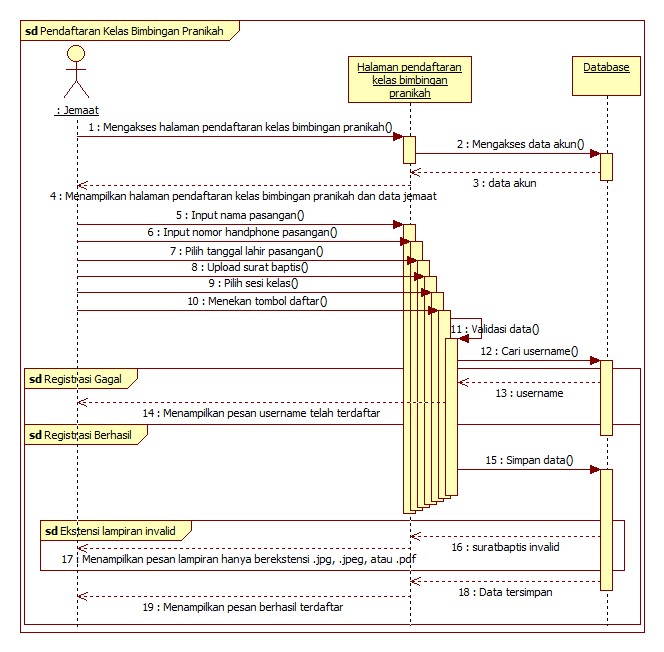 sd Pendaftaran Kelas Bimbingan Pranikah
: Jemaat
Halaman pendaftaran
kelas bimbingan
pranikah
Database
1 : Mengakses halaman pendaftaran kelas bimbingan pranikah()
2 : Mengakses data akun()
3 : data akun
4 : Menampilkan halaman pendaftaran kelas bimbingan pranikah dan data jemaat
5 : Input nama pasangan()
6 : Input nomor handphone pasangan()
7 : Pilih tanggal lahir pasangan()
8 : Upload surat baptis()
9 : Pilih sesi kelas()
10 : Menekan tombol daftar()
11 : Validasi data()
12 : Cari username()
sd Registrasi Gagal
13 : username
14 : Menampilkan pesan username telah terdaftar
sd Registrasi Berhasil
15 : Simpan data()
sd Ekstensi lampiran invalid
16 : suratbaptis invalid
17 : Menampilkan pesan lampiran hanya berekstensi .jpg, .jpeg, atau .pdf
18 : Data tersimpan
19 : Menampilkan pesan berhasil terdaftar